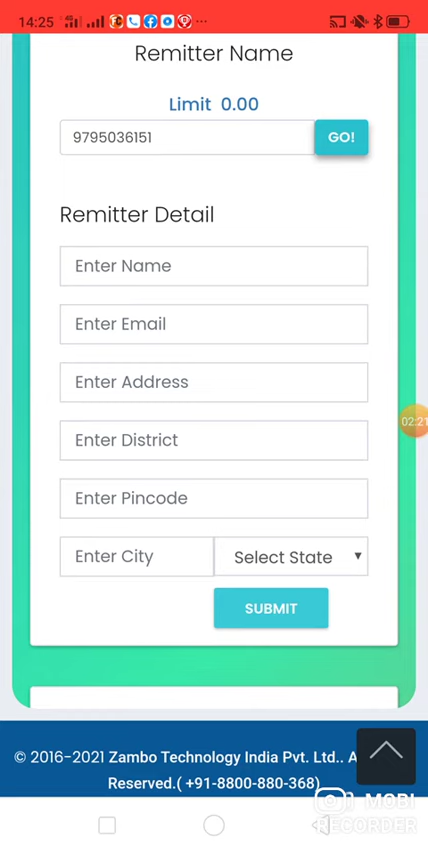 14:25
Remitter Name
Limit 0.00
9795036151
GO!
Remitter Detail
Enter Name
Enter Email
Enter Address
02:21
Enter District
Enter Pincode
Enter City
Select State
SUBMIT
© 2016-2021 Zambo Technology India Pvt. Ltd.. A
Reserved.( +91-8800-880-368)
MOBI
RECORDER